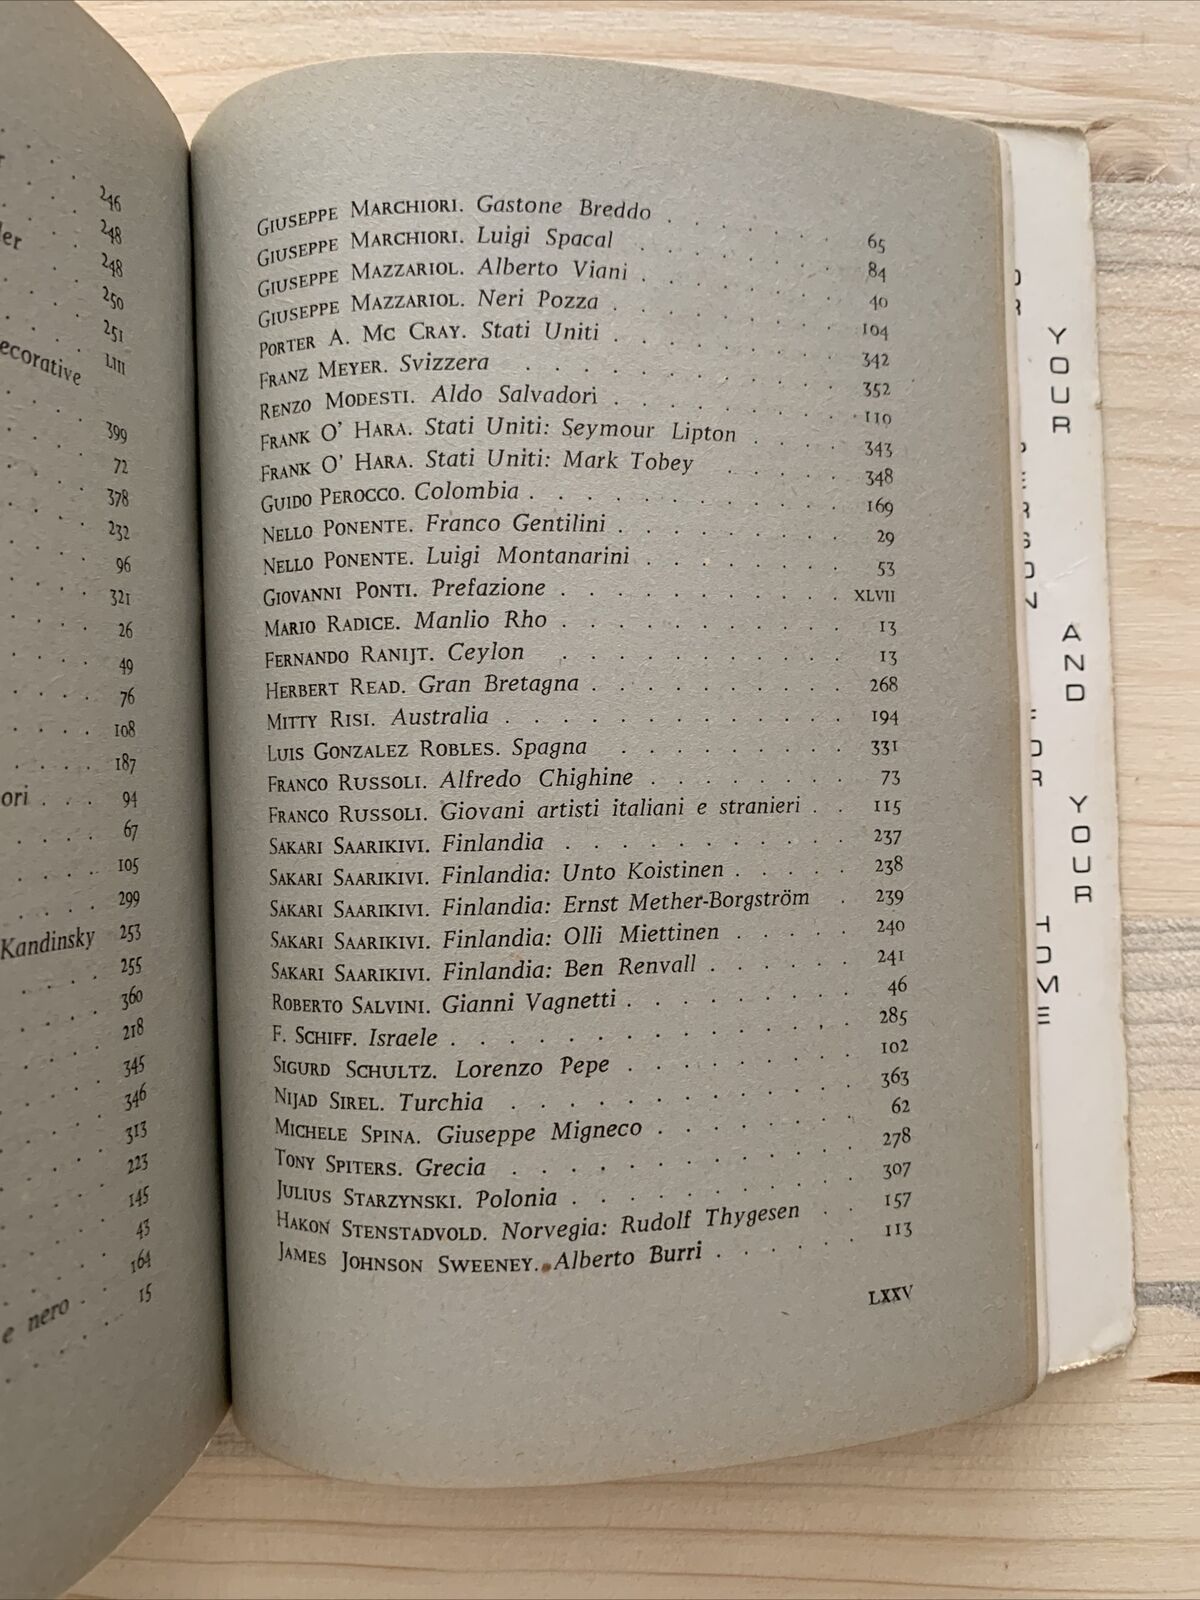 r
246
ler 248
248
250
251
ecorative LIII
399
72
378
232
96
321
26
49
76
108
187
ori . . . 94
67
105
299
Kandinsky 253
255
360
218
345
346
313
223
145
43
164
e nero 15
GIUSEPPE MARCHIORI. Gastone Breddo . . . . . . . 65
GIUSEPPE MARCHIORI. Luigi Spacal . . . . . . . . 84
GIUSEPPE MAZZARIOL. Alberto Viani . . . . . . . 40
GIUSEPPE MAZZARIOL. Neri Pozza . . . . . . . . 104
PORTER A. MC CRAY. Stati Uniti . . . . . . . . 342
FRANZ MEYER. Svizzera . . . . . . . . . . 352
RENZO MODESTI. Aldo Salvadori . . . . . . . . 119
FRANK O' HARA. Stati Uniti: Seymour Lipton . . . . 343
FRANK O' HARA. Stati Uniti: Mark Tobey . . . . . 348
GUIDO PEROCCO. Colombia . . . . . . . . . . 169
NELLO PONENTE. Franco Gentilini . . . . . . . . 29
NELLO PONENTE. Luigi Montanarini . . . . . . . 53
GIOVANNI PONTI. Prefazione . . . . . . . . . . XLVII
MARIO RADICE. Manlio Rho . . . . . . . . . . 13
FERNANDO RANIJT. Ceylon . . . . . . . . . . 13
HERBERT READ. Gran Bretagna . . . . . . . . . 268
MITTY RISI. Australia . . . . . . . . . . . 194
LUIS GONZALEZ ROBLES. Spagna . . . . . . . . 331
FRANCO RUSSOLI. Alfredo Chighine . . . . . . . 73
FRANCO RUSSOLI. Giovani artisti italiani e stranieri . . 115
SAKARI SAARIKIVI. Finlandia . . . . . . . . . . 237
SAKARI SAARIKIVI. Finlandia: Unto Koistinen . . . . . 238
SAKARI SAARIKIVI. Finlandia: Ernst Mether-Borgström . 239
SAKARI SAARIKIVI. Finlandia: Olli Miettinen . . . . . 240
SAKARI SAARIKIVI. Finlandia: Ben Renvall . . . . . 241
ROBERTO SALVINI. Gianni Vagnetti . . . . . . . . 46
F. SCHIFF. Israele . . . . . . . . . . . . 285
SIGURD SCHULTZ. Lorenzo Pepe . . . . . . . . 102
NIJAD SIREL. Turchia . . . . . . . . . . . 363
MICHELE SPINA. Giuseppe Migneco . . . . . . . 62
TONY SPITERS. Grecia . . . . . . . . . . . 278
JULIUS STARZYNSKI. Polonia . . . . . . . . . 307
HAKON STENSTADVOLD. Norvegia: Rudolf Thygesen . . 157
JAMES JOHNSON SWEENEY. Alberto Burri . . . . . 113
LXXV
YOUR
AND
YOUR
PERSON
FOR
HOME